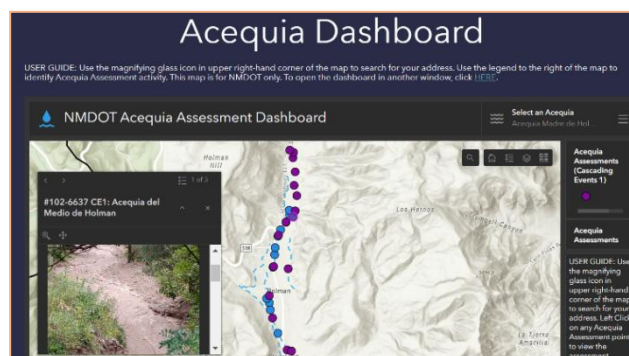 Acequia Dashboard
USER GUIDE: Use the magnifying glass icon in upper right-hand corner of the map to search for your address. Use the legend to the right of the map to
identify Acequia Assessment activity. This map is for NMDOT only. To open the dashboard in another window, click HERE.
NMDOT Acequia Assessment Dashboard
Select an Acequia
Acequia Madre de Hol...
Holman
Hill
1 of 3
#102-6637 CE1: Acequia del
Medio de Holman
518
Holman
Los Hornos
Canyon
La Tierra
Amarilla
Acequia
Assessments
(Cascading
Events 1)
Acequia
Assessments
USER GUIDE: Use
the magnifying
glass icon in
upper right-hand
corner of the map
to search for your
address. Left Click
on any Acequia
Assessment point
to view the
assessment